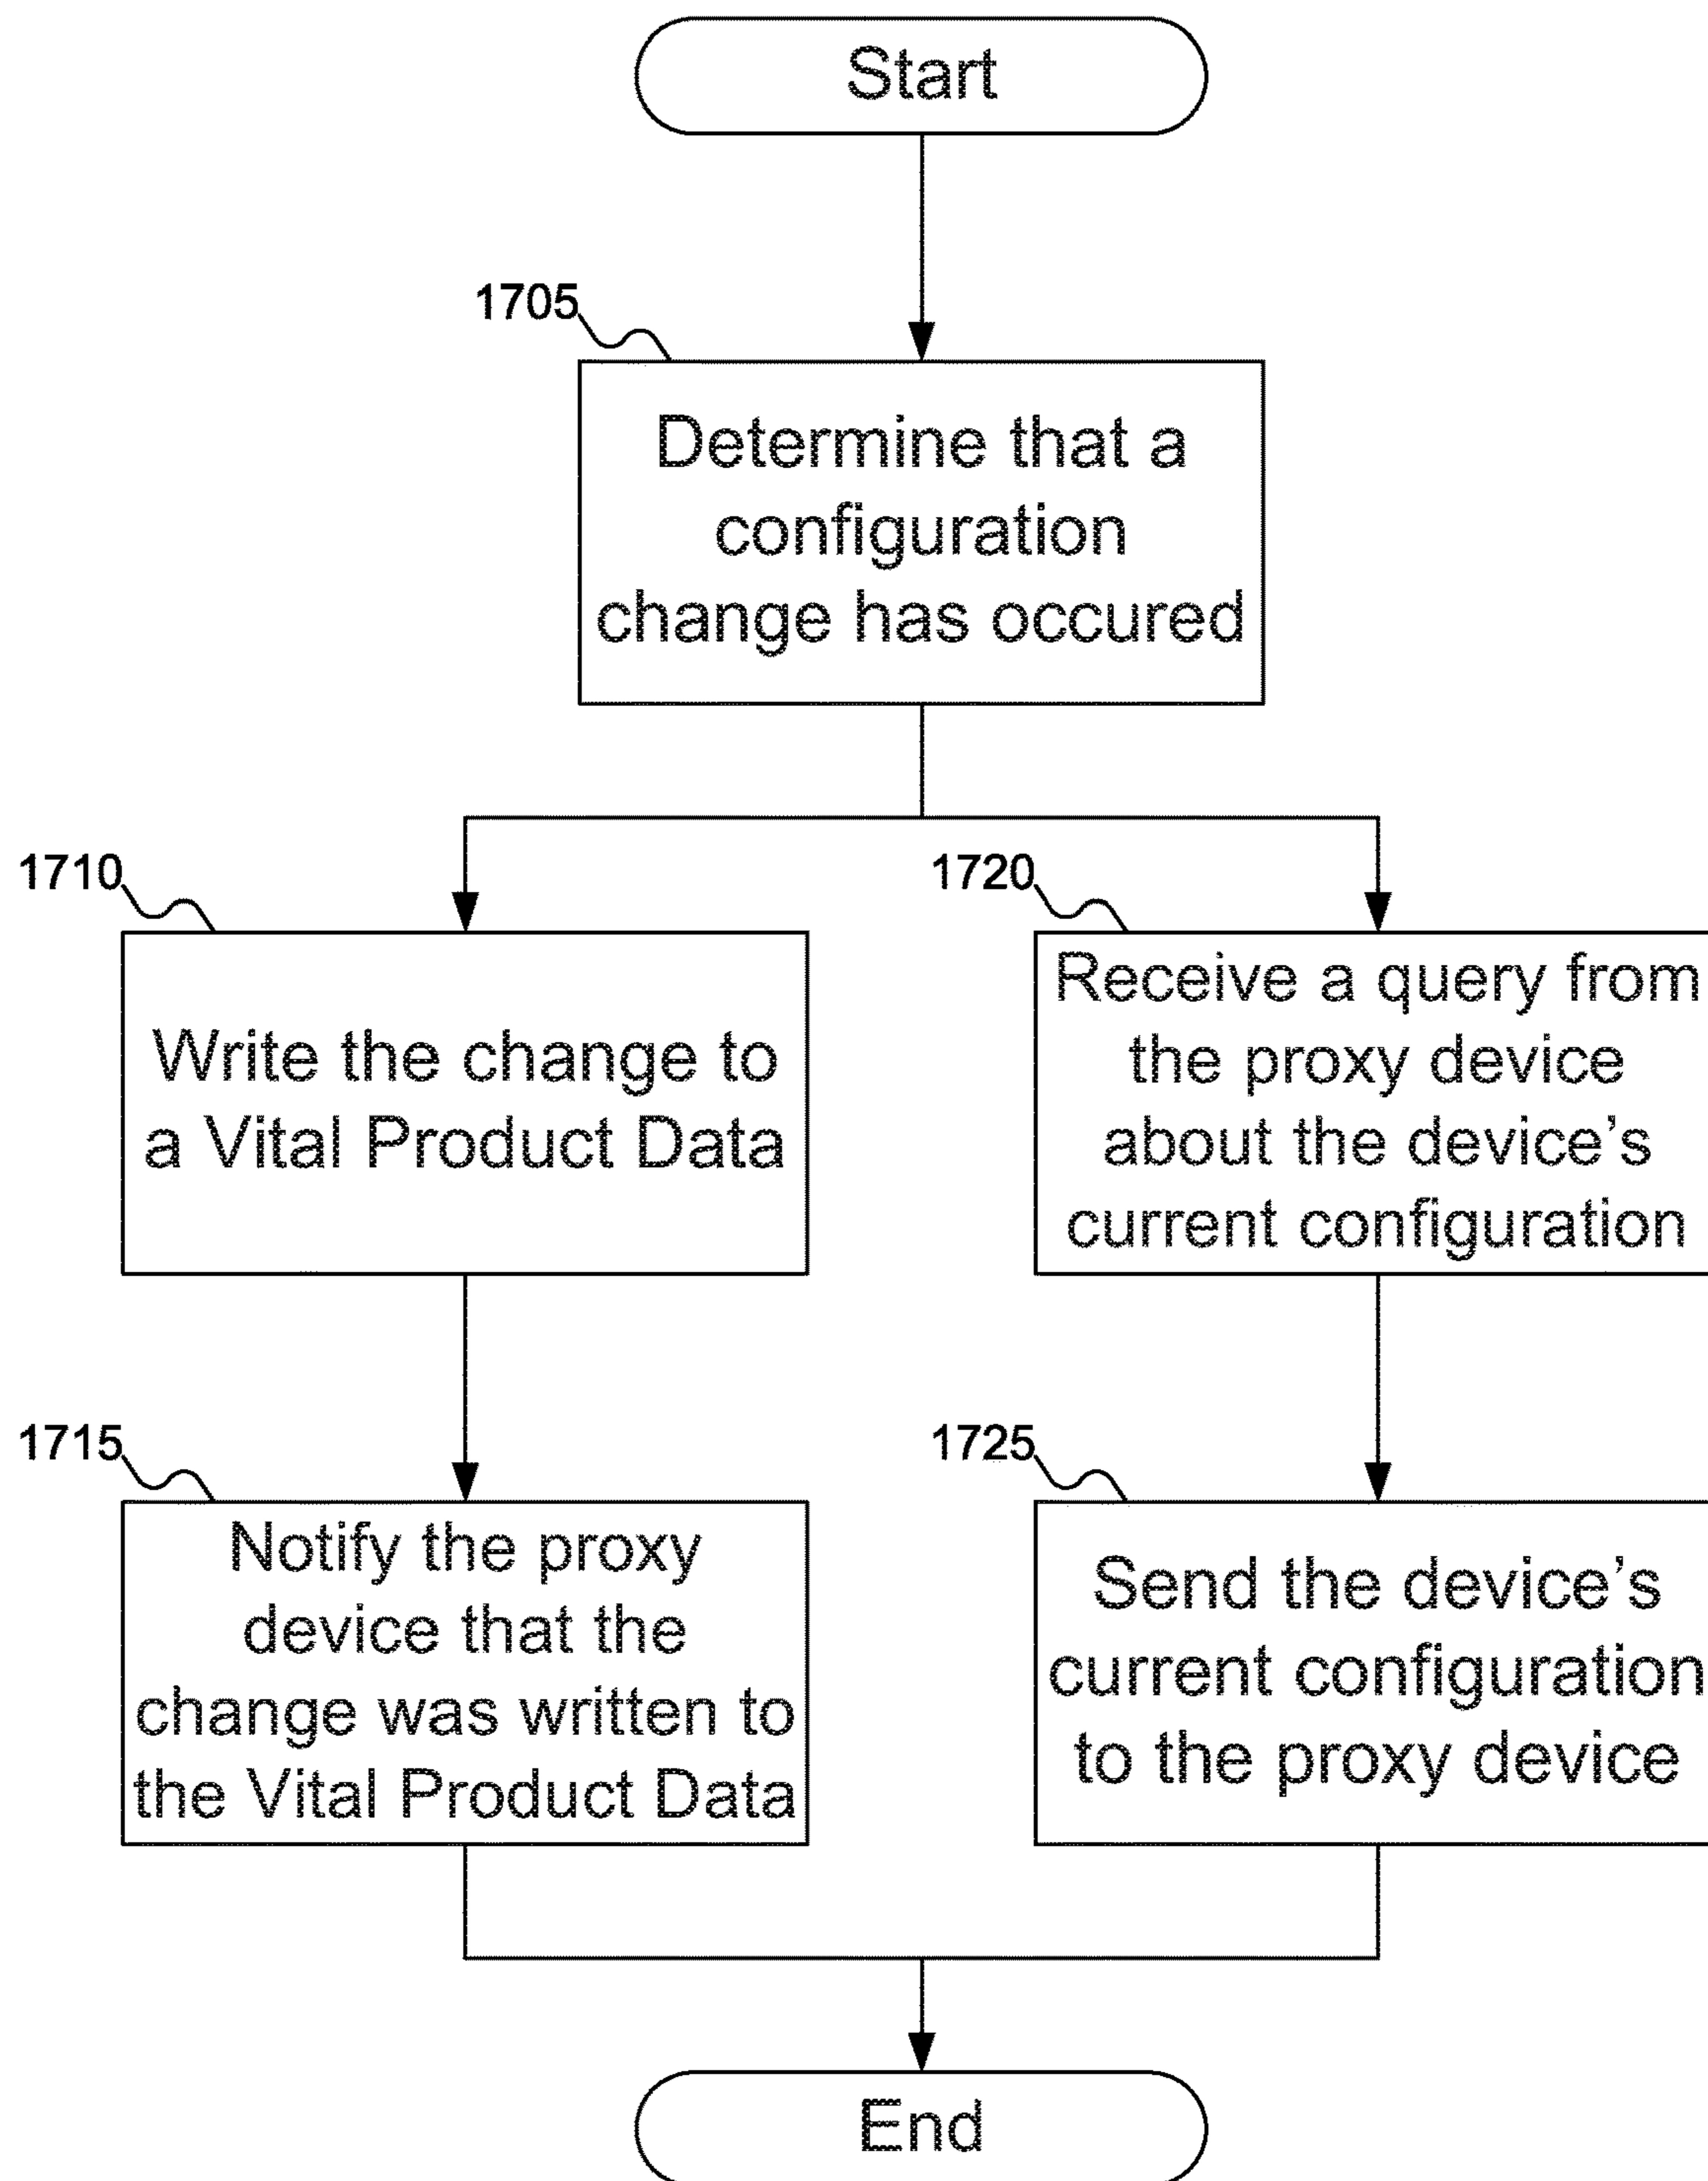 Start
1705
Determine that a
configuration
change has occured
1710
Write the change to
a Vital Product Data
1720
Receive a query from
the proxy device
about the device's
current configuration
1715
Notify the proxy
device that the
change was written to
the Vital Product Data
1725
Send the device's
current configuration
to the proxy device
End